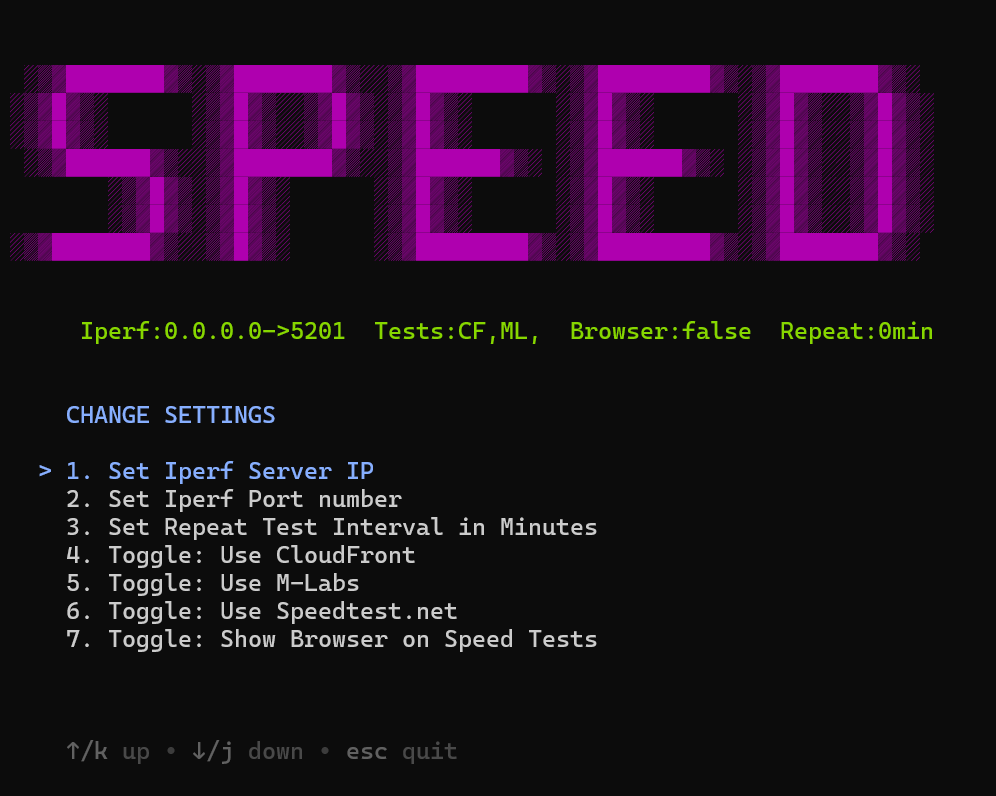 SPEED
Iperf:0.0.0.0->5201 Tests:CF,ML, Browser:false Repeat:0min
CHANGE SETTINGS
> 1. Set Iperf Server IP
2. Set Iperf Port number
3. Set Repeat Test Interval in Minutes
4. Toggle: Use CloudFront
5. Toggle: Use M-Labs
6. Toggle: Use Speedtest.net
7. Toggle: Show Browser on Speed Tests
↑/k up • ↓/j down • esc quit